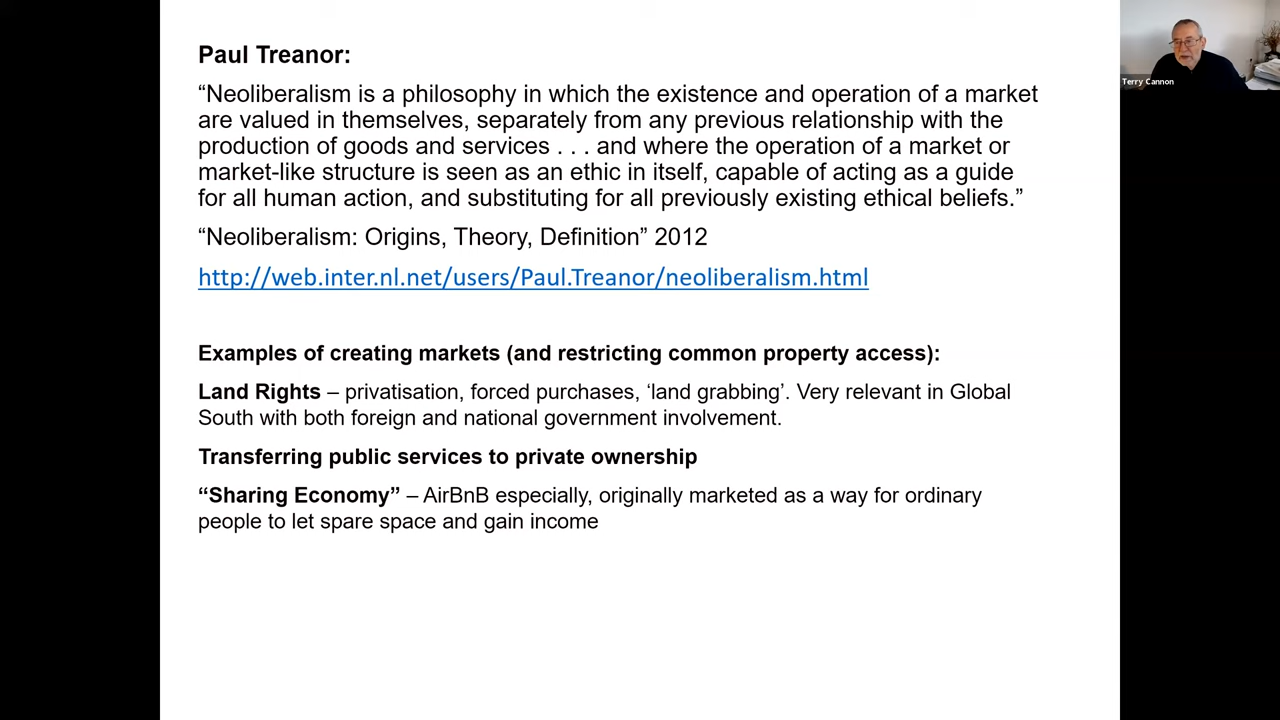 Paul Treanor:
“Neoliberalism is a philosophy in which the existence and operation of a market
are valued in themselves, separately from any previous relationship with the
production of goods and services . . . and where the operation of a market or
market-like structure is seen as an ethic in itself, capable of acting as a guide
for all human action, and substituting for all previously existing ethical beliefs.”
“Neoliberalism: Origins, Theory, Definition” 2012
http://web.inter.nl.net/users/Paul.Treanor/neoliberalism.html
Examples of creating markets (and restricting common property access):
Land Rights – privatisation, forced purchases, ‘land grabbing’. Very relevant in Global
South with both foreign and national government involvement.
Transferring public services to private ownership
“Sharing Economy” – AirBnB especially, originally marketed as a way for ordinary
people to let spare space and gain income
Terry Cannon